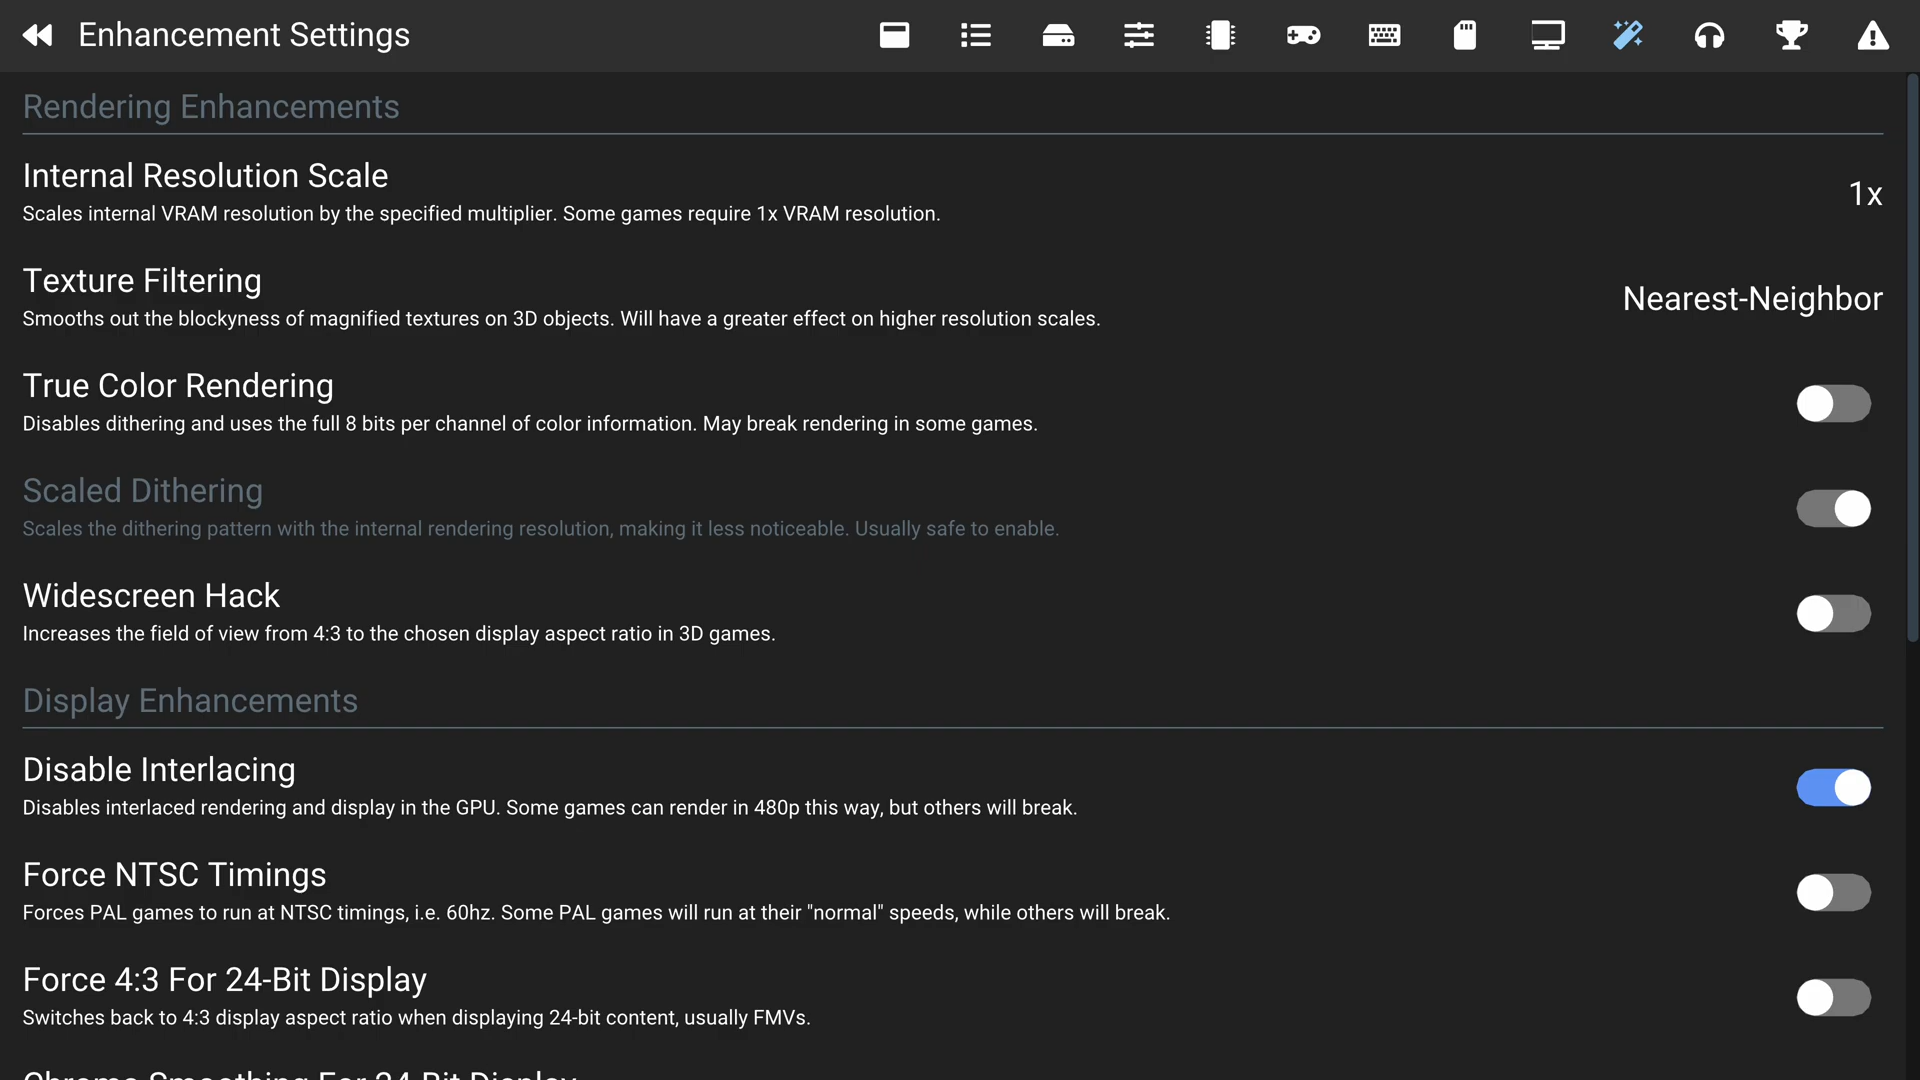 Enhancement Settings
Rendering Enhancements
Internal Resolution Scale
Scales internal VRAM resolution by the specified multiplier. Some games require 1x VRAM resolution.
1x
Texture Filtering
Smooths out the blockyness of magnified textures on 3D objects. Will have a greater effect on higher resolution scales.
Nearest-Neighbor
True Color Rendering
Disables dithering and uses the full 8 bits per channel of color information. May break rendering in some games.
Scaled Dithering
Scales the dithering pattern with the internal rendering resolution, making it less noticeable. Usually safe to enable.
Widescreen Hack
Increases the field of view from 4:3 to the chosen display aspect ratio in 3D games.
Display Enhancements
Disable Interlacing
Disables interlaced rendering and display in the GPU. Some games can render in 480p this way, but others will break.
Force NTSC Timings
Forces PAL games to run at NTSC timings, i.e. 60hz. Some PAL games will run at their "normal" speeds, while others will break.
Force 4:3 For 24-Bit Display
Switches back to 4:3 display aspect ratio when displaying 24-bit content, usually FMVs.
Chroma Smoothing For 24-Bit Display